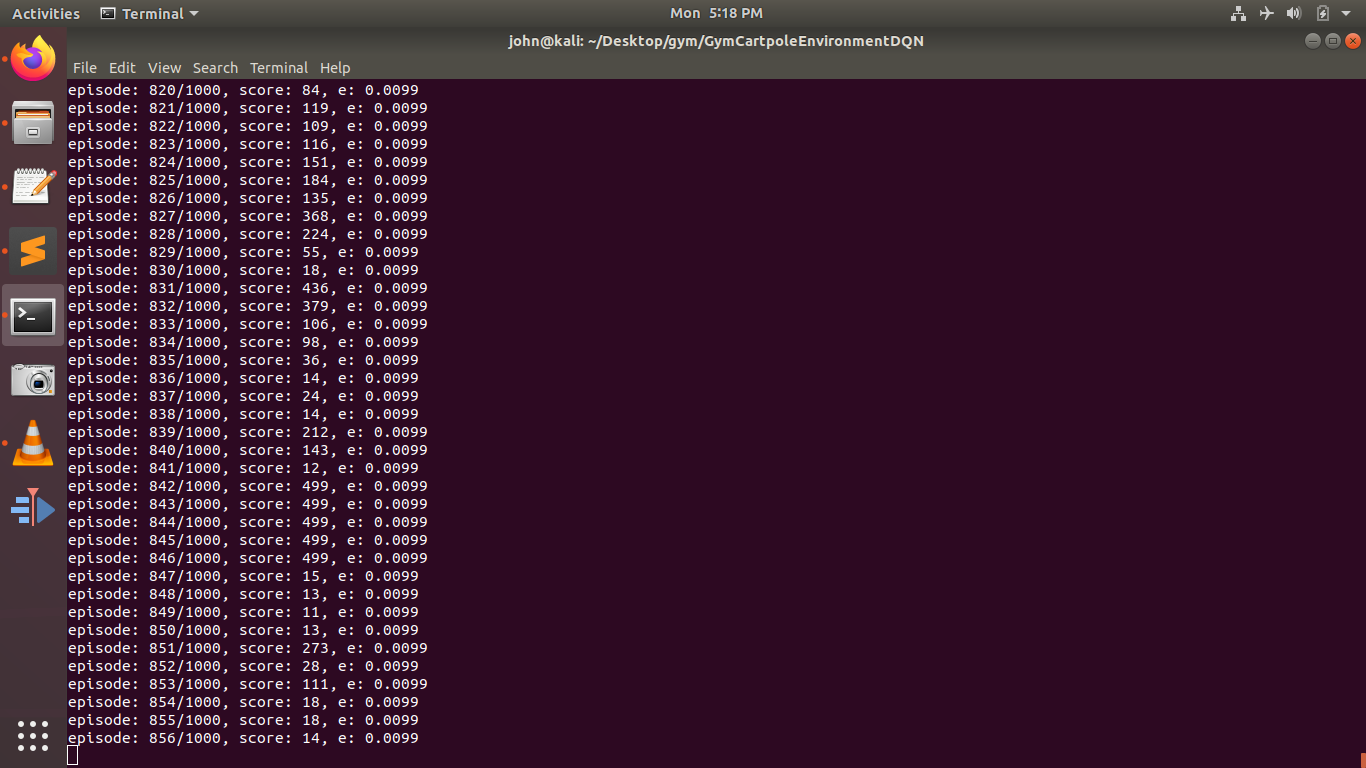 Activities Terminal Mon 5:18 PM
john@kali: ~/Desktop/gym/GymCartpoleEnvironmentDQN
File Edit View Search Terminal Help
episode: 820/1000, score: 84, e: 0.0099
episode: 821/1000, score: 119, e: 0.0099
episode: 822/1000, score: 109, e: 0.0099
episode: 823/1000, score: 116, e: 0.0099
episode: 824/1000, score: 151, e: 0.0099
episode: 825/1000, score: 184, e: 0.0099
episode: 826/1000, score: 135, e: 0.0099
episode: 827/1000, score: 368, e: 0.0099
episode: 828/1000, score: 224, e: 0.0099
episode: 829/1000, score: 55, e: 0.0099
episode: 830/1000, score: 18, e: 0.0099
episode: 831/1000, score: 436, e: 0.0099
episode: 832/1000, score: 379, e: 0.0099
episode: 833/1000, score: 106, e: 0.0099
episode: 834/1000, score: 98, e: 0.0099
episode: 835/1000, score: 36, e: 0.0099
episode: 836/1000, score: 14, e: 0.0099
episode: 837/1000, score: 24, e: 0.0099
episode: 838/1000, score: 14, e: 0.0099
episode: 839/1000, score: 212, e: 0.0099
episode: 840/1000, score: 143, e: 0.0099
episode: 841/1000, score: 12, e: 0.0099
episode: 842/1000, score: 499, e: 0.0099
episode: 843/1000, score: 499, e: 0.0099
episode: 844/1000, score: 499, e: 0.0099
episode: 845/1000, score: 499, e: 0.0099
episode: 846/1000, score: 499, e: 0.0099
episode: 847/1000, score: 15, e: 0.0099
episode: 848/1000, score: 13, e: 0.0099
episode: 849/1000, score: 11, e: 0.0099
episode: 850/1000, score: 13, e: 0.0099
episode: 851/1000, score: 273, e: 0.0099
episode: 852/1000, score: 28, e: 0.0099
episode: 853/1000, score: 111, e: 0.0099
episode: 854/1000, score: 18, e: 0.0099
episode: 855/1000, score: 18, e: 0.0099
episode: 856/1000, score: 14, e: 0.0099